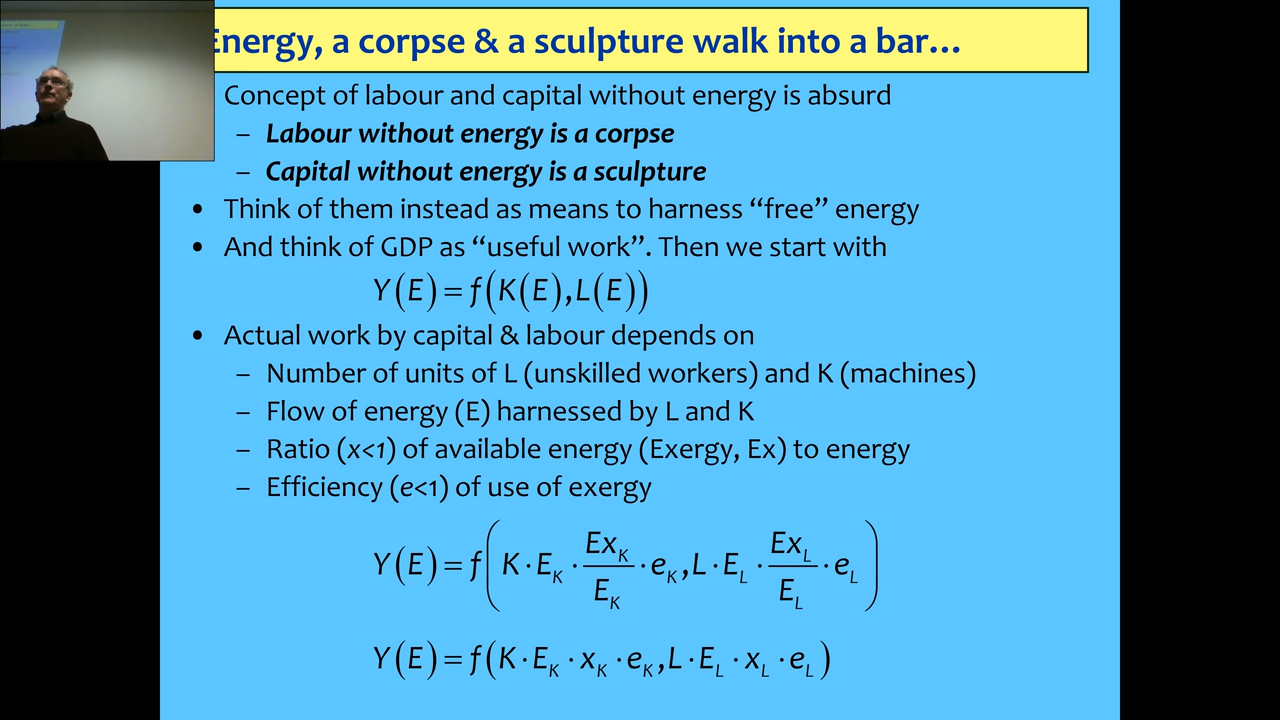 Energy, a corpse & a sculpture walk into a bar…
Concept of labour and capital without energy is absurd
– Labour without energy is a corpse
– Capital without energy is a sculpture
• Think of them instead as means to harness “free” energy
• And think of GDP as “useful work”. Then we start with
Y(E) = f(K(E), L(E))
• Actual work by capital & labour depends on
– Number of units of L (unskilled workers) and K (machines)
– Flow of energy (E) harnessed by L and K
– Ratio (x<1) of available energy (Exergy, Ex) to energy
– Efficiency (e<1) of use of exergy
Y(E) = f(K · E_K · Ex_K/E_K · e_K, L · E_L · Ex_L/E_L · e_L)
Y(E) = f(K · E_K · x_K · e_K, L · E_L · x_L · e_L)